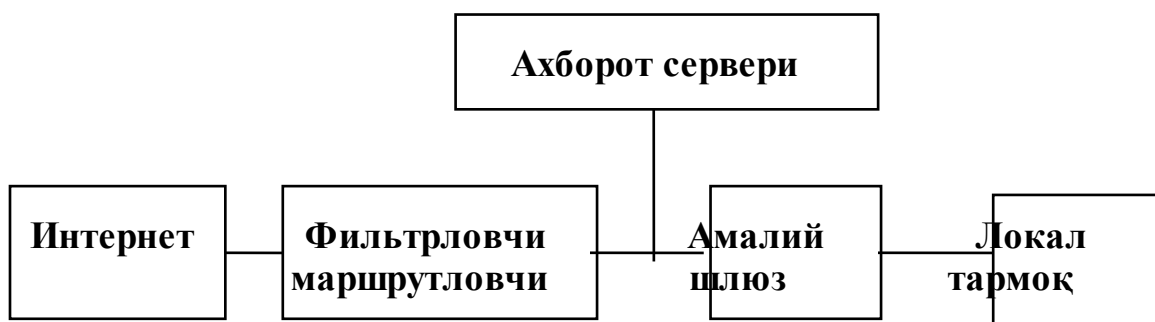 Ахборот сервери
Интернет
Фильтрловчи
маршрутловчи
Амалий
шлюз
Локал
тармоқ